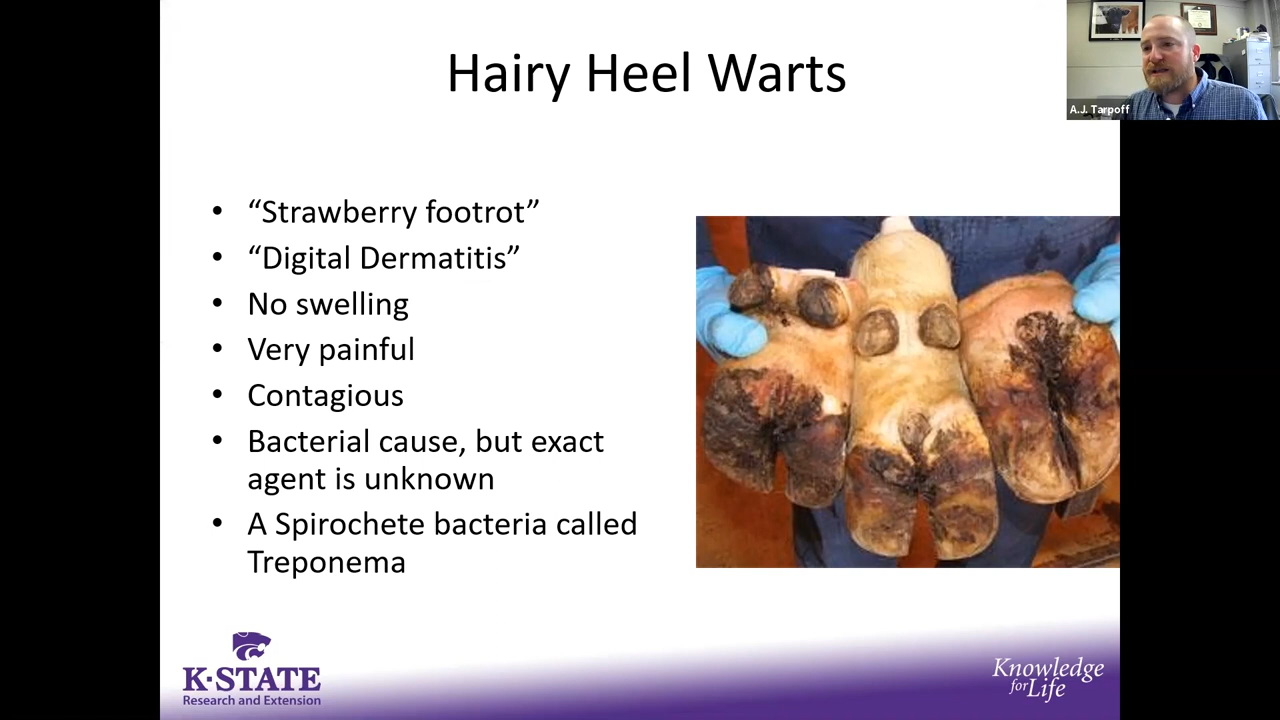 Hairy Heel Warts
A.J. Tarpoff
• “Strawberry footrot”
• “Digital Dermatitis”
• No swelling
• Very painful
• Contagious
• Bacterial cause, but exact
agent is unknown
• A Spirochete bacteria called
Treponema
K-STATE
Research and Extension
Knowledge
for Life